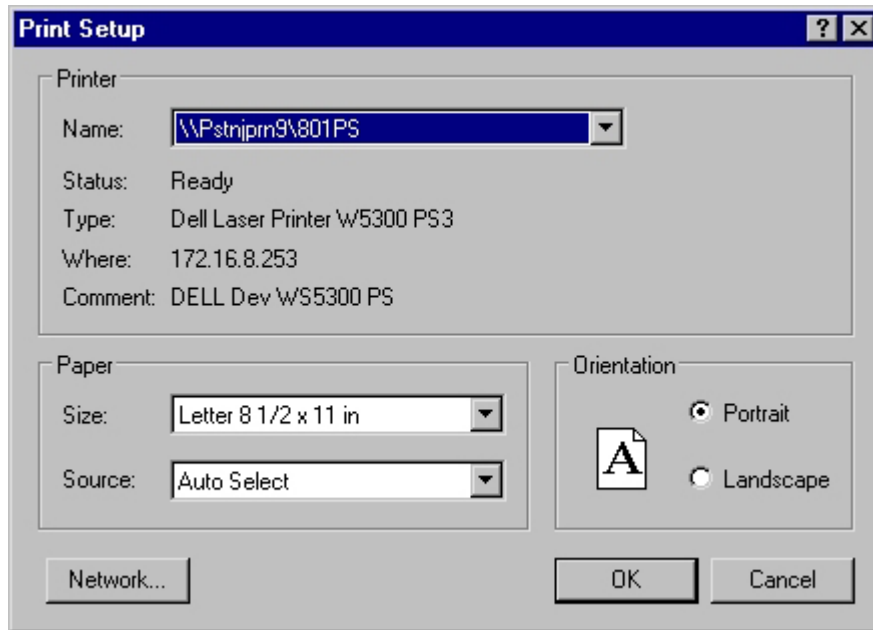 Print Setup
Printer
Name: \\Pstnjprn9\801PS
Status: Ready
Type: Dell Laser Printer W5300 PS3
Where: 172.16.8.253
Comment: DELL Dev WS5300 PS
Paper
Size: Letter 8 1/2 x 11 in
Source: Auto Select
Orientation
A
Portrait
Landscape
Network...
OK
Cancel